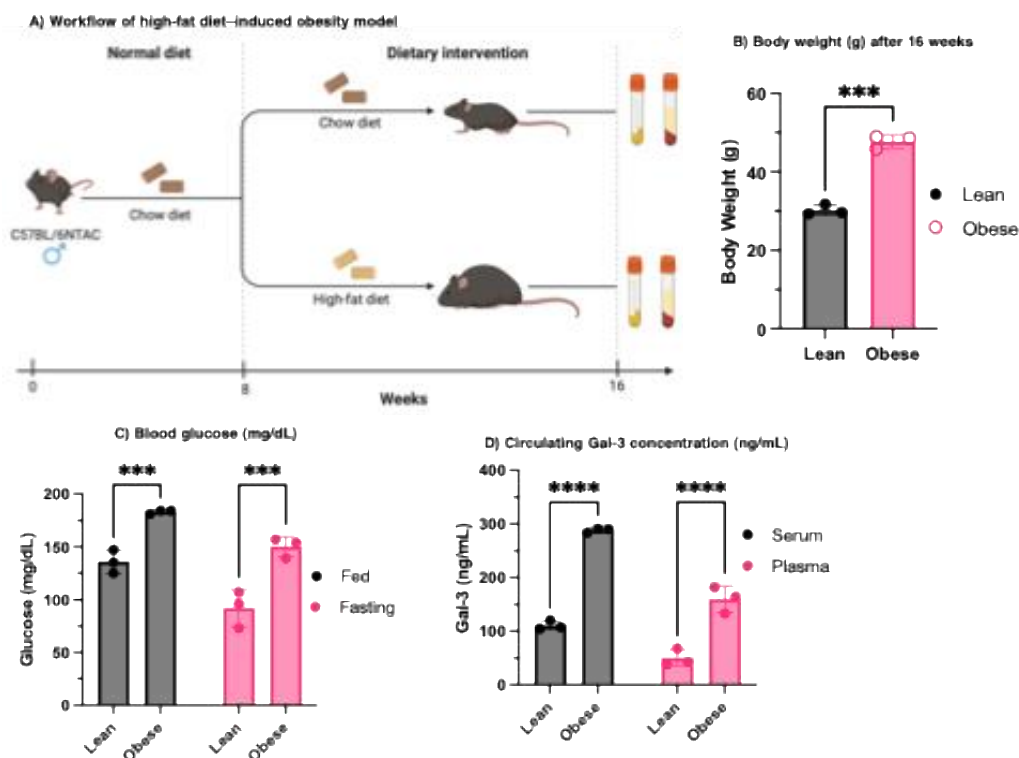 A) Workflow of high-fat diet–induced obesity model
Normal diet
Dietary intervention
Chow diet
Chow diet
C57BL/6NTAC
High-fat diet
0
8
16
Weeks
B) Body weight (g) after 16 weeks
Body Weight (g)
60
40
20
0
***
Lean
Obese
Lean
Obese
C) Blood glucose (mg/dL)
Glucose (mg/dL)
200
150
100
50
0
***
***
Lean
Obese
Lean
Obese
Fed
Fasting
D) Circulating Gal-3 concentration (ng/mL)
Gal-3 (ng/mL)
400
300
200
100
0
****
****
Lean
Obese
Lean
Obese
Serum
Plasma